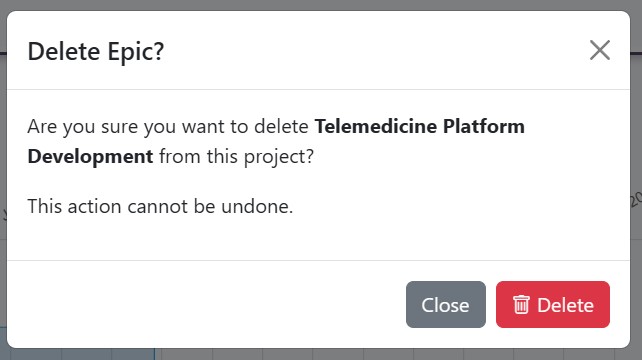 Delete Epic?
Are you sure you want to delete Telemedicine Platform
Development from this project?
This action cannot be undone.
Close
Delete